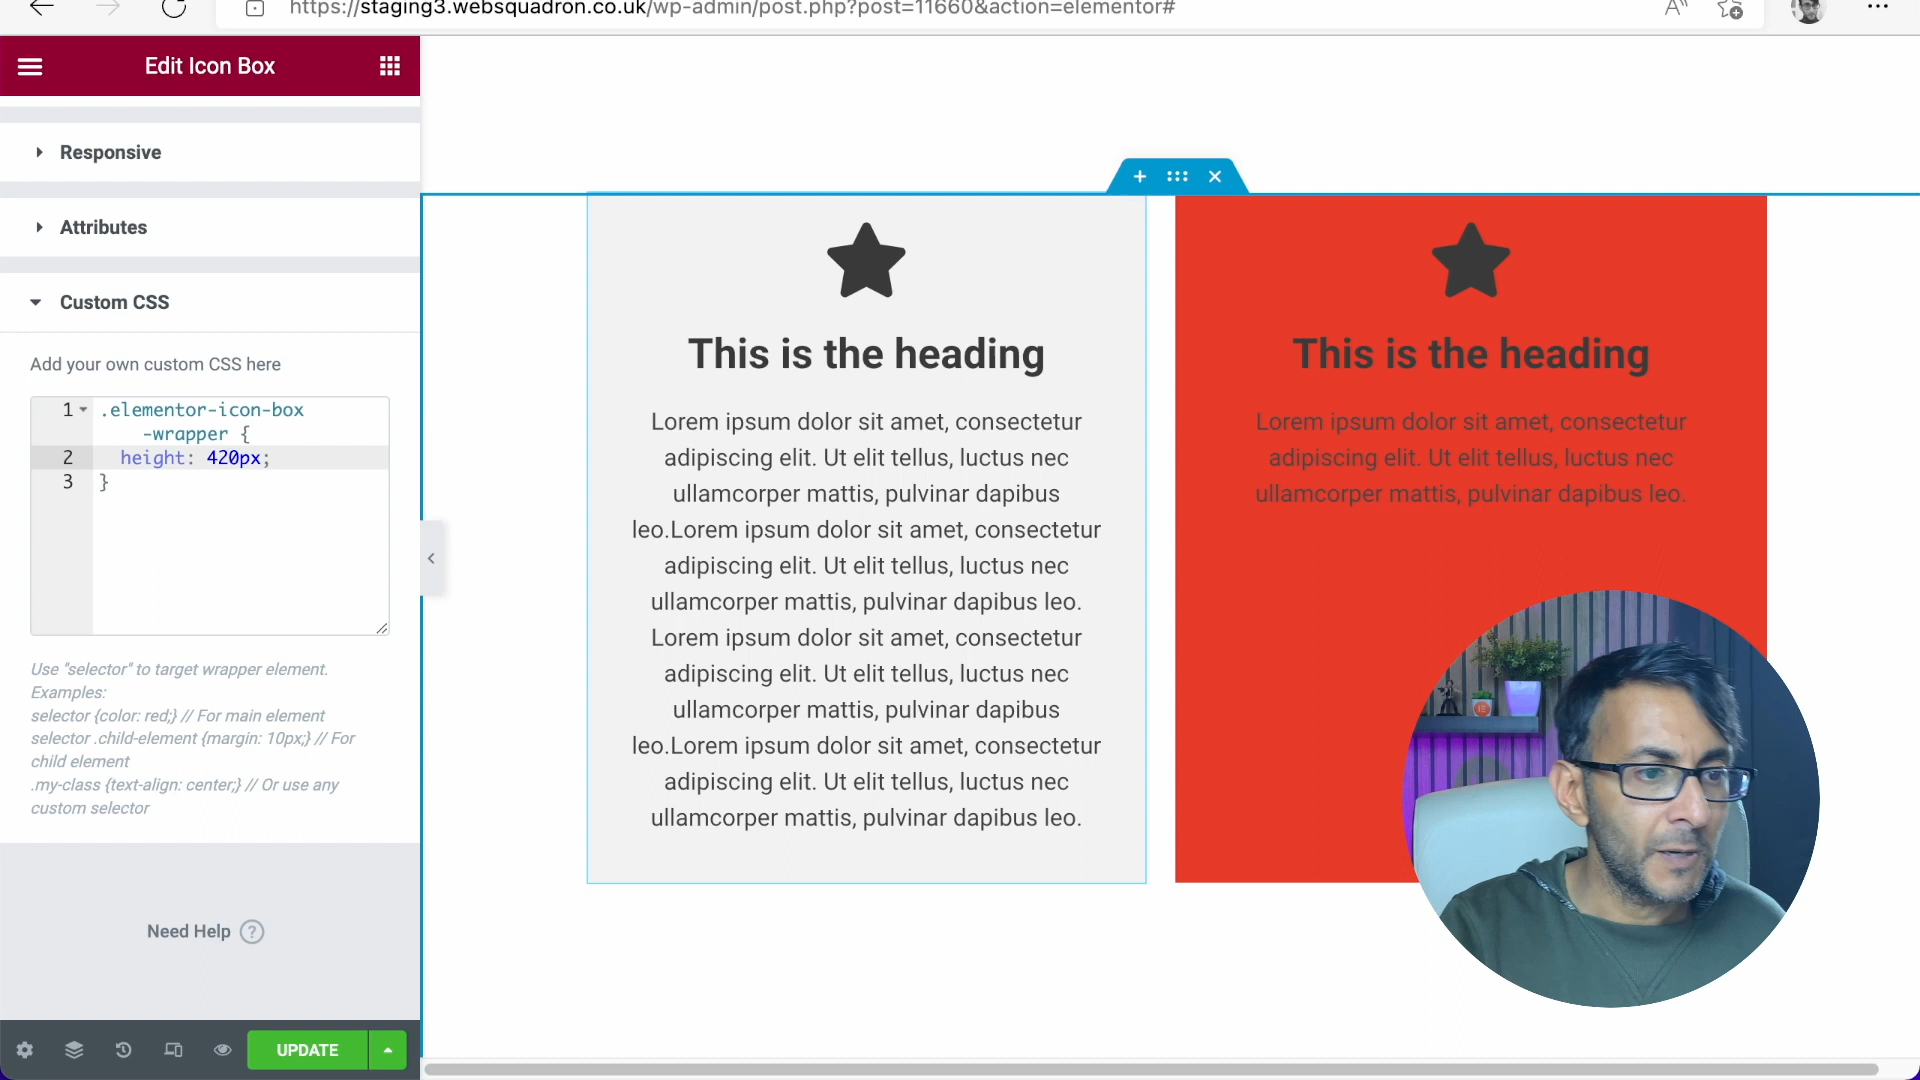 https://staging3.websquadron.co.uk/wp-admin/post.php?post=11660&action=elementor#
Edit Icon Box
Responsive
Attributes
Custom CSS
Add your own custom CSS here
1 .elementor-icon-box
-wrapper {
2 height: 420px;
3 }
Use "selector" to target wrapper element.
Examples:
selector {color: red;} // For main element
selector .child-element {margin: 10px;} // For
child element
.my-class {text-align: center;} // Or use any
custom selector
Need Help ?
UPDATE
This is the heading
Lorem ipsum dolor sit amet, consectetur
adipiscing elit. Ut elit tellus, luctus nec
ullamcorper mattis, pulvinar dapibus
leo.Lorem ipsum dolor sit amet, consectetur
adipiscing elit. Ut elit tellus, luctus nec
ullamcorper mattis, pulvinar dapibus leo.
Lorem ipsum dolor sit amet, consectetur
adipiscing elit. Ut elit tellus, luctus nec
ullamcorper mattis, pulvinar dapibus
leo.Lorem ipsum dolor sit amet, consectetur
adipiscing elit. Ut elit tellus, luctus nec
ullamcorper mattis, pulvinar dapibus leo.
This is the heading
Lorem ipsum dolor sit amet, consectetur
adipiscing elit. Ut elit tellus, luctus nec
ullamcorper mattis, pulvinar dapibus leo.